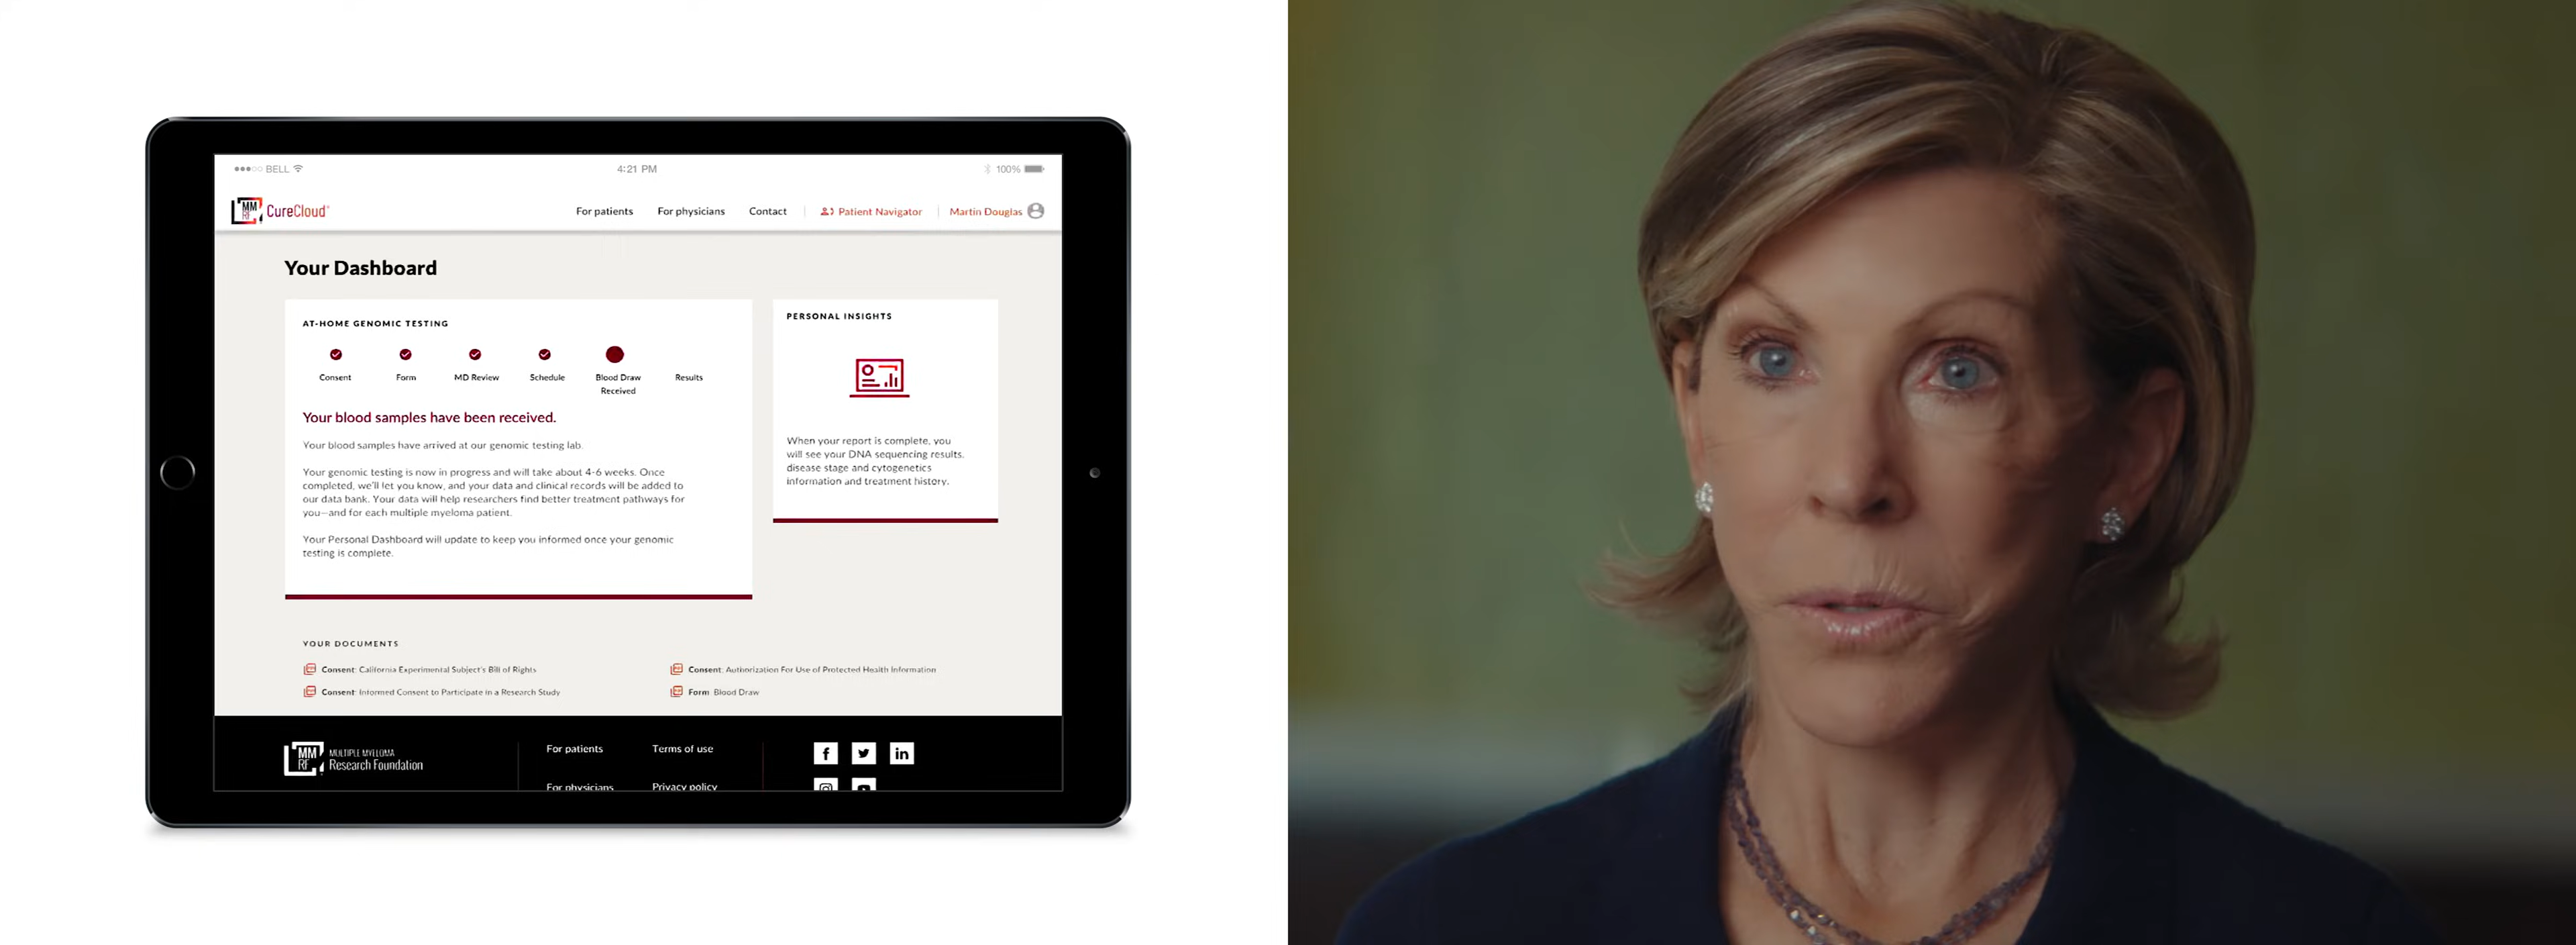 BELL
4:21 PM
100%
MM
RF
CureCloud®
For patients
For physicians
Contact
Patient Navigator
Martin Douglas
Your Dashboard
AT-HOME GENOMIC TESTING
Consent
Form
MD Review
Schedule
Blood Draw
Received
Results
Your blood samples have been received.
Your blood samples have arrived at our genomic testing lab.
Your genomic testing is now in progress and will take about 4-6 weeks. Once
completed, we'll let you know, and your data and clinical records will be added to
our data bank. Your data will help researchers find better treatment pathways for
you—and for each multiple myeloma patient.
Your Personal Dashboard will update to keep you informed once your genomic
testing is complete.
PERSONAL INSIGHTS
When your report is complete, you
will see your DNA sequencing results,
disease stage and cytogenetics
information and treatment history.
YOUR DOCUMENTS
Consent: California Experimental Subject's Bill of Rights
Consent: Authorization For Use of Protected Health Information
Consent: Informed Consent to Participate in a Research Study
Form: Blood Draw
MM
RF
MULTIPLE MYELOMA
Research Foundation
For patients
Terms of use
f
in
For physicians
Privacy policy